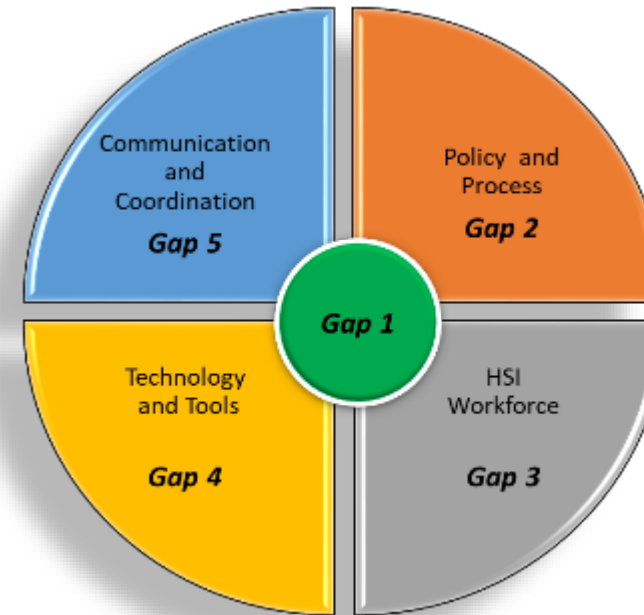 Communication
and
Coordination
Gap 5
Policy and
Process
Gap 2
Gap 1
Technology
and Tools
Gap 4
HSI
Workforce
Gap 3